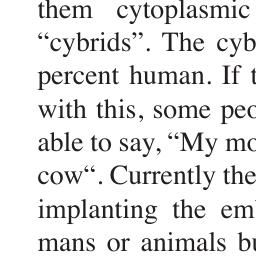 them cytoplasmic
“cybrids”. The cyb
percent human. If t
with this, some peo
able to say, “My mo
cow“. Currently the
implanting the em
mans or animals bu